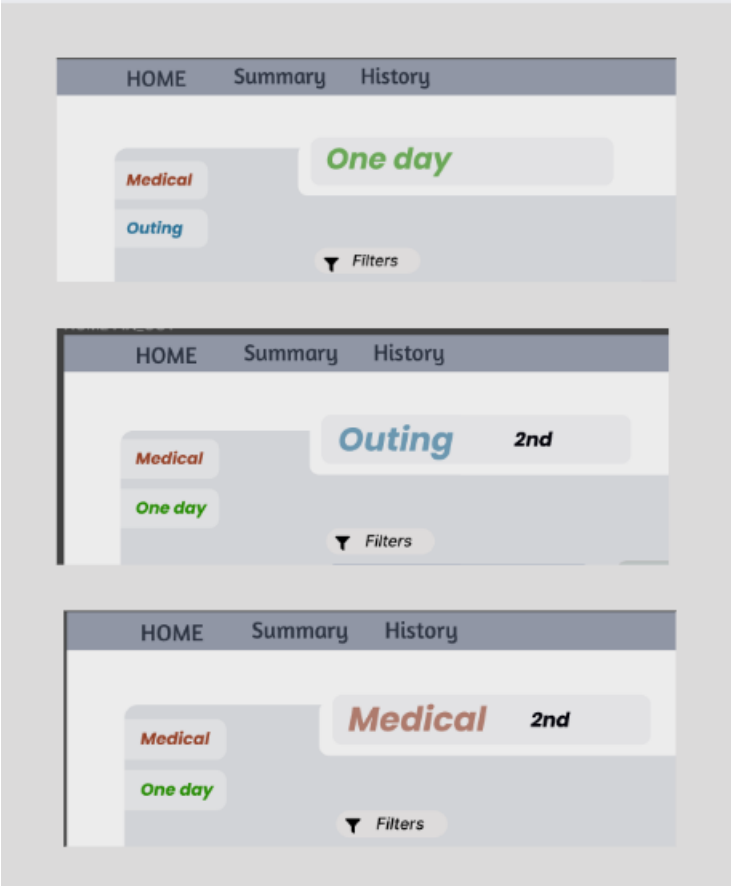 HOME Summary History
One day
Medical
Outing
Filters
HOME Summary History
Outing 2nd
Medical
One day
Filters
HOME Summary History
Medical 2nd
Medical
One day
Filters